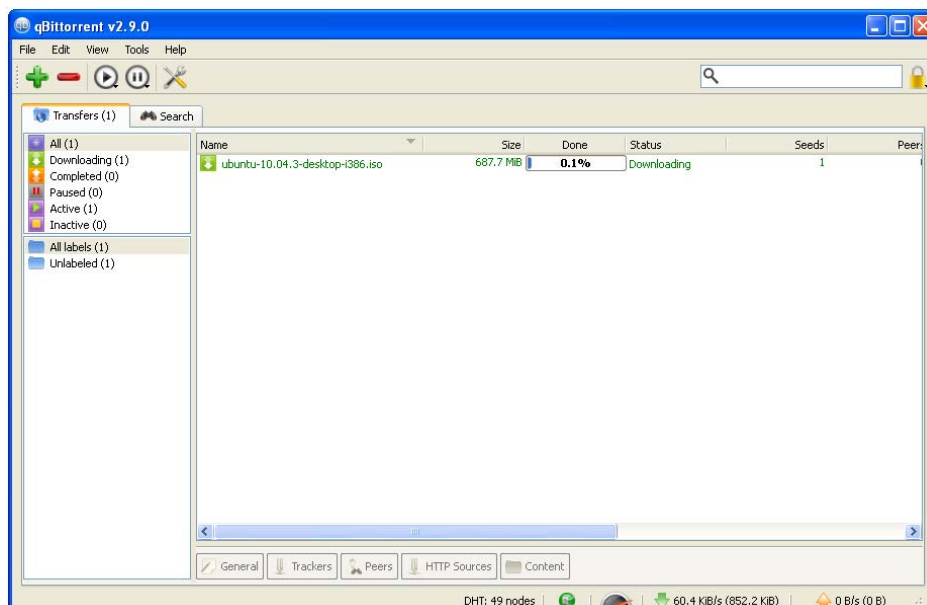 qBittorrent v2.9.0
File Edit View Tools Help
Transfers (1) Search
All (1)
Downloading (1)
Completed (0)
Paused (0)
Active (1)
Inactive (0)
All labels (1)
Unlabeled (1)
Name Size Done Status Seeds Peers
ubuntu-10.04.3-desktop-i386.iso 687.7 MiB 0.1% Downloading 1
General Trackers Peers HTTP Sources Content
DHT: 49 nodes 60.4 KiB/s (852.2 KiB) 0 B/s (0 B)